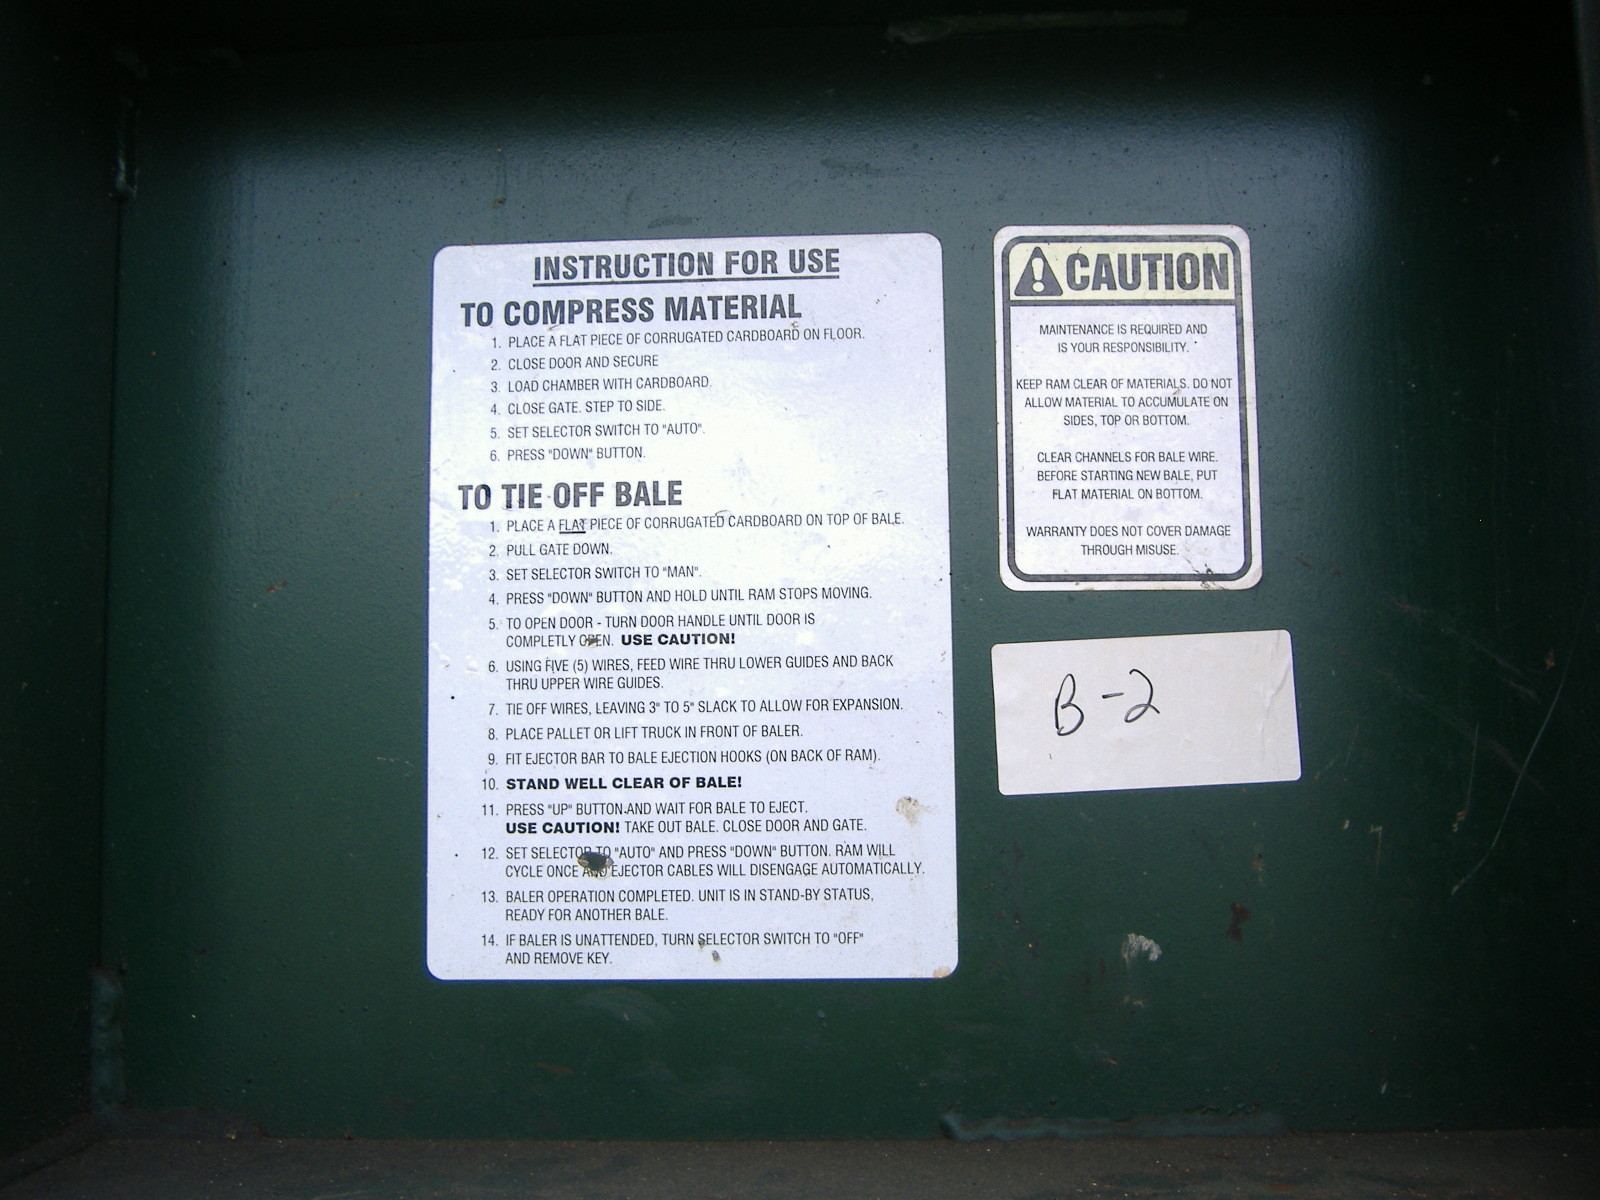 INSTRUCTION FOR USE
TO COMPRESS MATERIAL
1. PLACE A FLAT PIECE OF CORRUGATED CARDBOARD ON FLOOR.
2. CLOSE DOOR AND SECURE
3. LOAD CHAMBER WITH CARDBOARD.
4. CLOSE GATE. STEP TO SIDE.
5. SET SELECTOR SWITCH TO "AUTO".
6. PRESS "DOWN" BUTTON.
TO TIE OFF BALE
1. PLACE A FLAT PIECE OF CORRUGATED CARDBOARD ON TOP OF BALE.
2. PULL GATE DOWN.
3. SET SELECTOR SWITCH TO "MAN".
4. PRESS "DOWN" BUTTON AND HOLD UNTIL RAM STOPS MOVING.
5. TO OPEN DOOR - TURN DOOR HANDLE UNTIL DOOR IS
COMPLETLY OPEN. USE CAUTION!
6. USING FIVE (5) WIRES, FEED WIRE THRU LOWER GUIDES AND BACK
THRU UPPER WIRE GUIDES.
7. TIE OFF WIRES, LEAVING 3" TO 5" SLACK TO ALLOW FOR EXPANSION.
8. PLACE PALLET OR LIFT TRUCK IN FRONT OF BALER.
9. FIT EJECTOR BAR TO BALE EJECTION HOOKS (ON BACK OF RAM).
10. STAND WELL CLEAR OF BALE!
11. PRESS "UP" BUTTON AND WAIT FOR BALE TO EJECT.
USE CAUTION! TAKE OUT BALE. CLOSE DOOR AND GATE.
12. SET SELECTOR TO "AUTO" AND PRESS "DOWN" BUTTON. RAM WILL
CYCLE ONCE AND EJECTOR CABLES WILL DISENGAGE AUTOMATICALLY.
13. BALER OPERATION COMPLETED. UNIT IS IN STAND-BY STATUS,
READY FOR ANOTHER BALE.
14. IF BALER IS UNATTENDED, TURN SELECTOR SWITCH TO "OFF"
AND REMOVE KEY.
CAUTION
MAINTENANCE IS REQUIRED AND
IS YOUR RESPONSIBILITY.
KEEP RAM CLEAR OF MATERIALS. DO NOT
ALLOW MATERIAL TO ACCUMULATE ON
SIDES, TOP OR BOTTOM.
CLEAR CHANNELS FOR BALE WIRE.
BEFORE STARTING NEW BALE, PUT
FLAT MATERIAL ON BOTTOM.
WARRANTY DOES NOT COVER DAMAGE
THROUGH MISUSE.
B-2